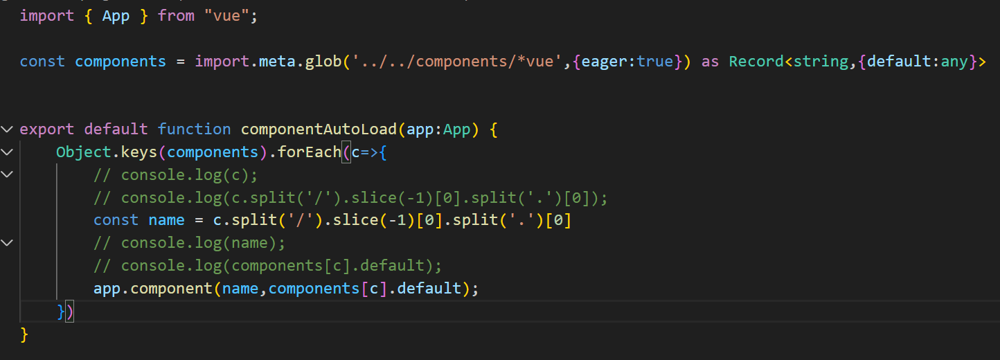 import { App } from "vue";
const components = import.meta.glob('../../components/*vue',{eager:true}) as Record<string,{default:any}>
export default function componentAutoLoad(app:App) {
Object.keys(components).forEach(c=>{
// console.log(c);
// console.log(c.split('/').slice(-1)[0].split('.')[0]);
const name = c.split('/').slice(-1)[0].split('.')[0]
// console.log(name);
// console.log(components[c].default);
app.component(name,components[c].default);
})
}